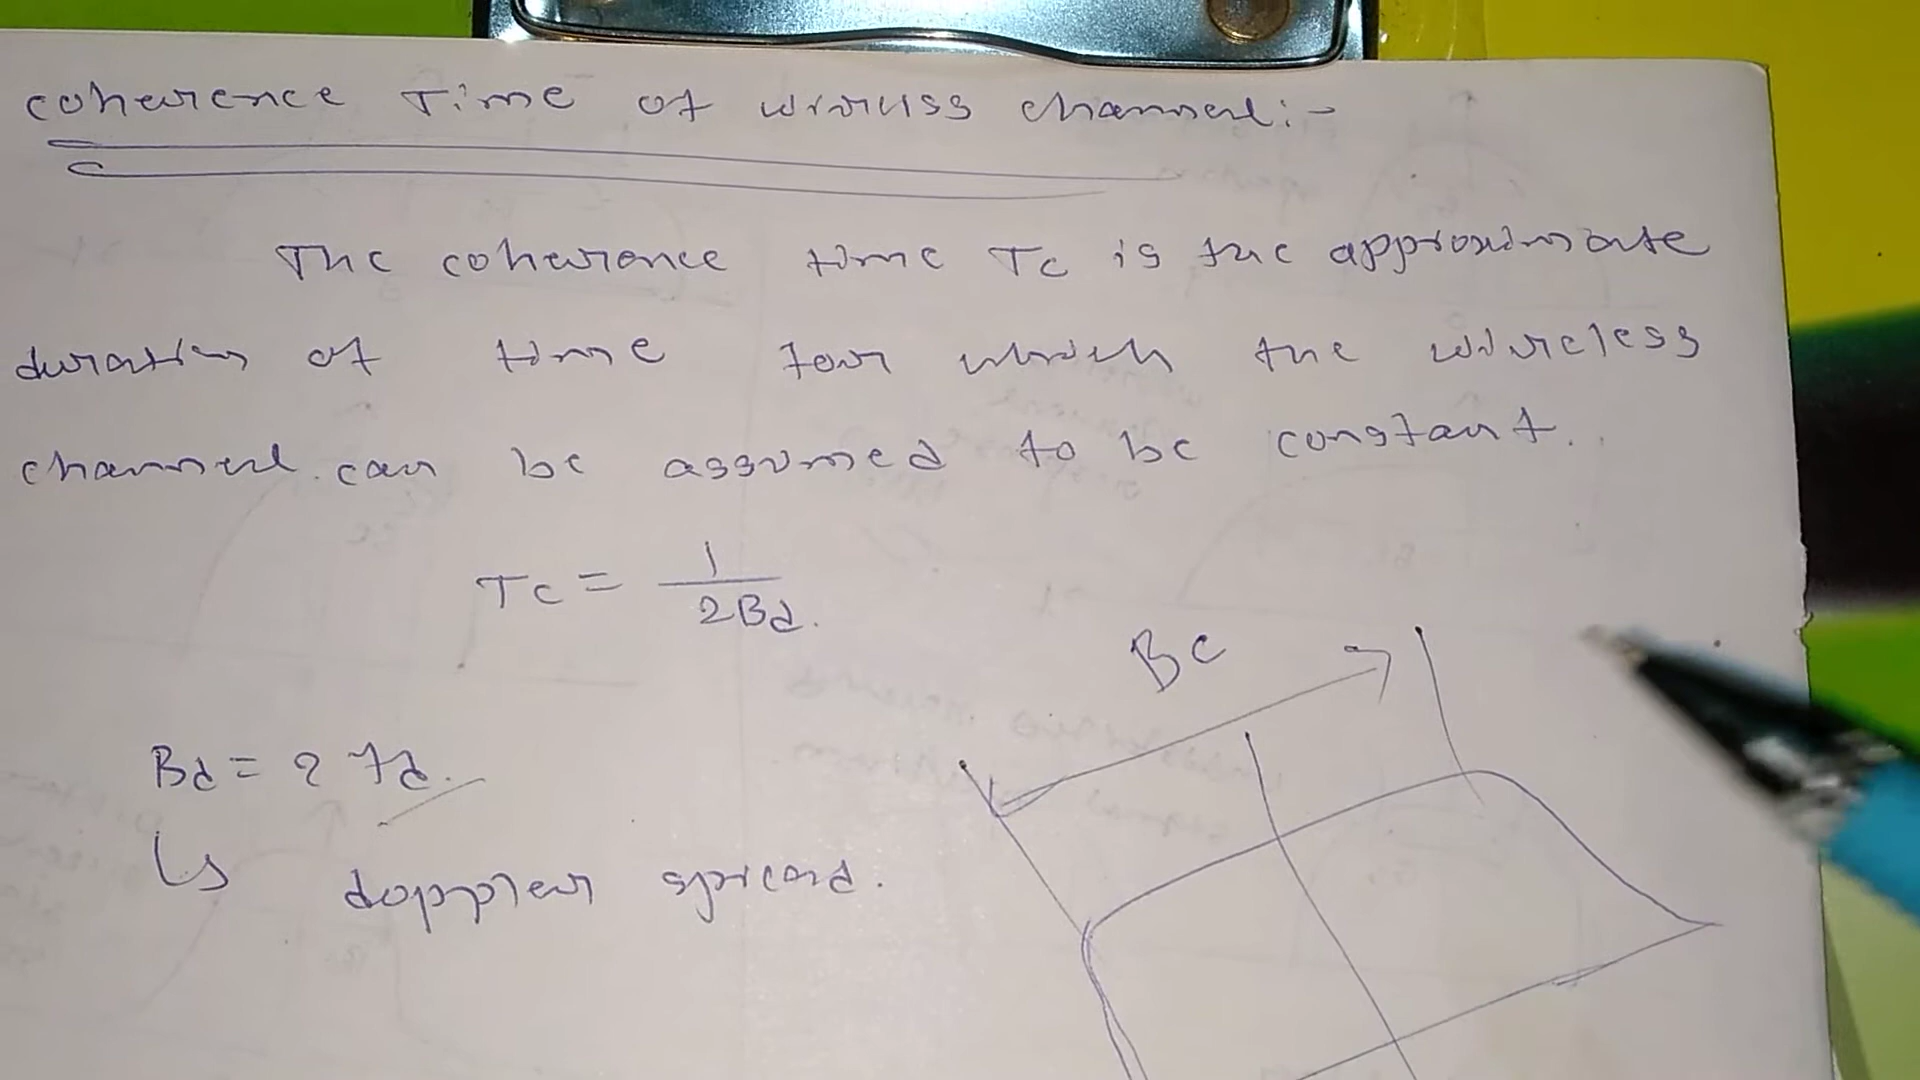 coherence Time of wireless channel:-
The coherence time Tc is the approximate
duration of time for which the wireless
channel can be assumed to be constant.
Tc = 1/2Bd.
Bc
Bd = 2 fd.
↳ doppler spread.